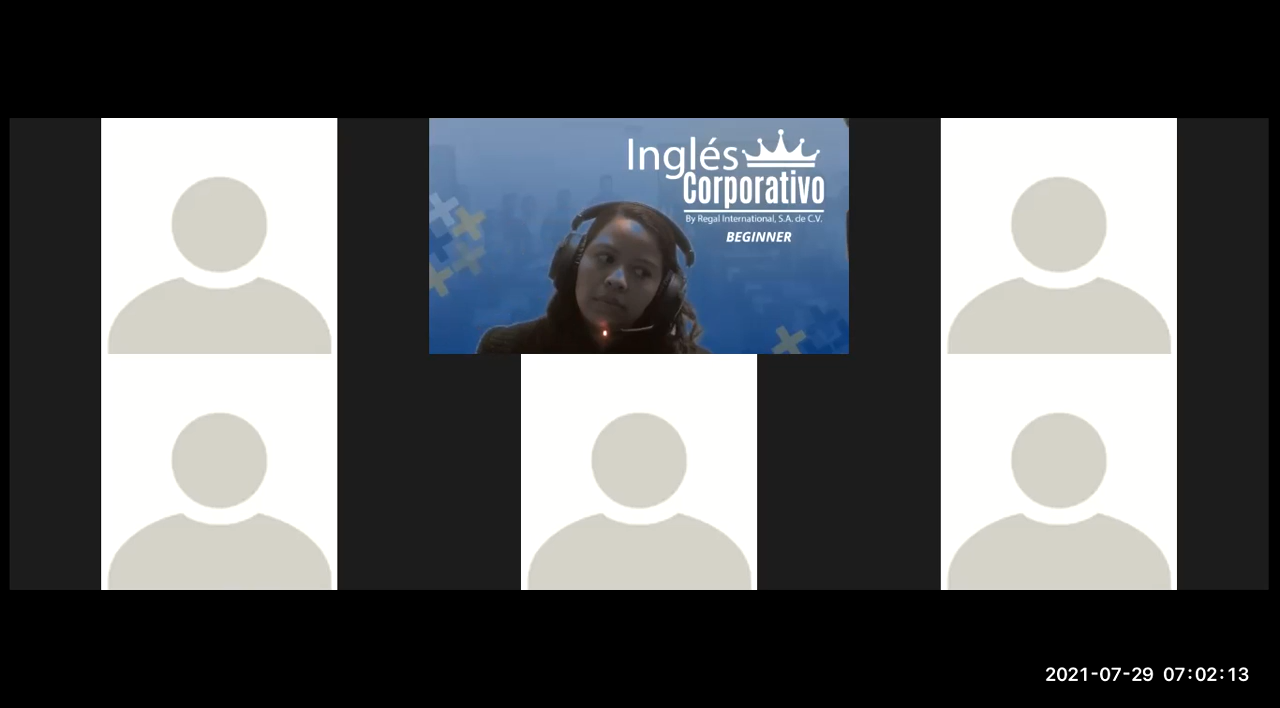 Inglés
Corporativo
By Regal International, S.A. de C.V.
BEGINNER
2021-07-29 07:02:13